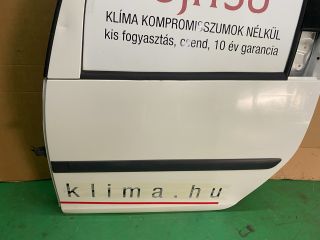 KLÍMA KOMPROMISSZUMOK NÉLKÜL
kis fogyasztás, csend, 10 év garancia
klima.hu